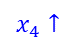 x₄ ↑